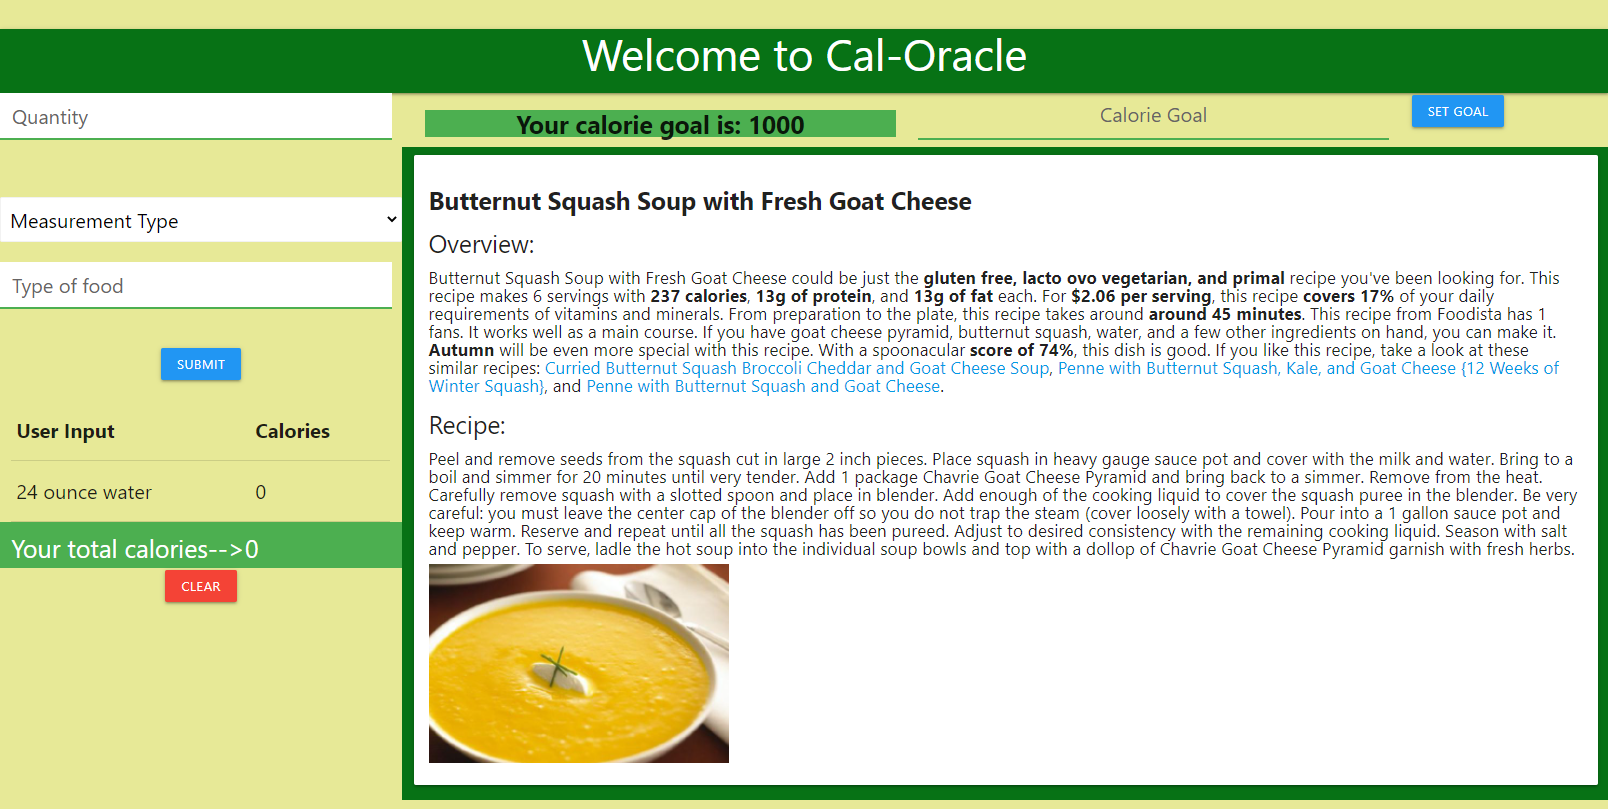 Welcome to Cal-Oracle
Quantity
Your calorie goal is: 1000
Calorie Goal
SET GOAL
Measurement Type
Type of food
SUBMIT
User Input Calories
24 ounce water 0
Your total calories-->0
CLEAR
Butternut Squash Soup with Fresh Goat Cheese
Overview:
Butternut Squash Soup with Fresh Goat Cheese could be just the gluten free, lacto ovo vegetarian, and primal recipe you've been looking for. This
recipe makes 6 servings with 237 calories, 13g of protein, and 13g of fat each. For $2.06 per serving, this recipe covers 17% of your daily
requirements of vitamins and minerals. From preparation to the plate, this recipe takes around around 45 minutes. This recipe from Foodista has 1
fans. It works well as a main course. If you have goat cheese pyramid, butternut squash, water, and a few other ingredients on hand, you can make it.
Autumn will be even more special with this recipe. With a spoonacular score of 74%, this dish is good. If you like this recipe, take a look at these
similar recipes: Curried Butternut Squash Broccoli Cheddar and Goat Cheese Soup, Penne with Butternut Squash, Kale, and Goat Cheese {12 Weeks of
Winter Squash}, and Penne with Butternut Squash and Goat Cheese.
Recipe:
Peel and remove seeds from the squash cut in large 2 inch pieces. Place squash in heavy gauge sauce pot and cover with the milk and water. Bring to a
boil and simmer for 20 minutes until very tender. Add 1 package Chavrie Goat Cheese Pyramid and bring back to a simmer. Remove from the heat.
Carefully remove squash with a slotted spoon and place in blender. Add enough of the cooking liquid to cover the squash puree in the blender. Be very
careful: you must leave the center cap of the blender off so you do not trap the steam (cover loosely with a towel). Pour into a 1 gallon sauce pot and
keep warm. Reserve and repeat until all the squash has been pureed. Adjust to desired consistency with the remaining cooking liquid. Season with salt
and pepper. To serve, ladle the hot soup into the individual soup bowls and top with a dollop of Chavrie Goat Cheese Pyramid garnish with fresh herbs.